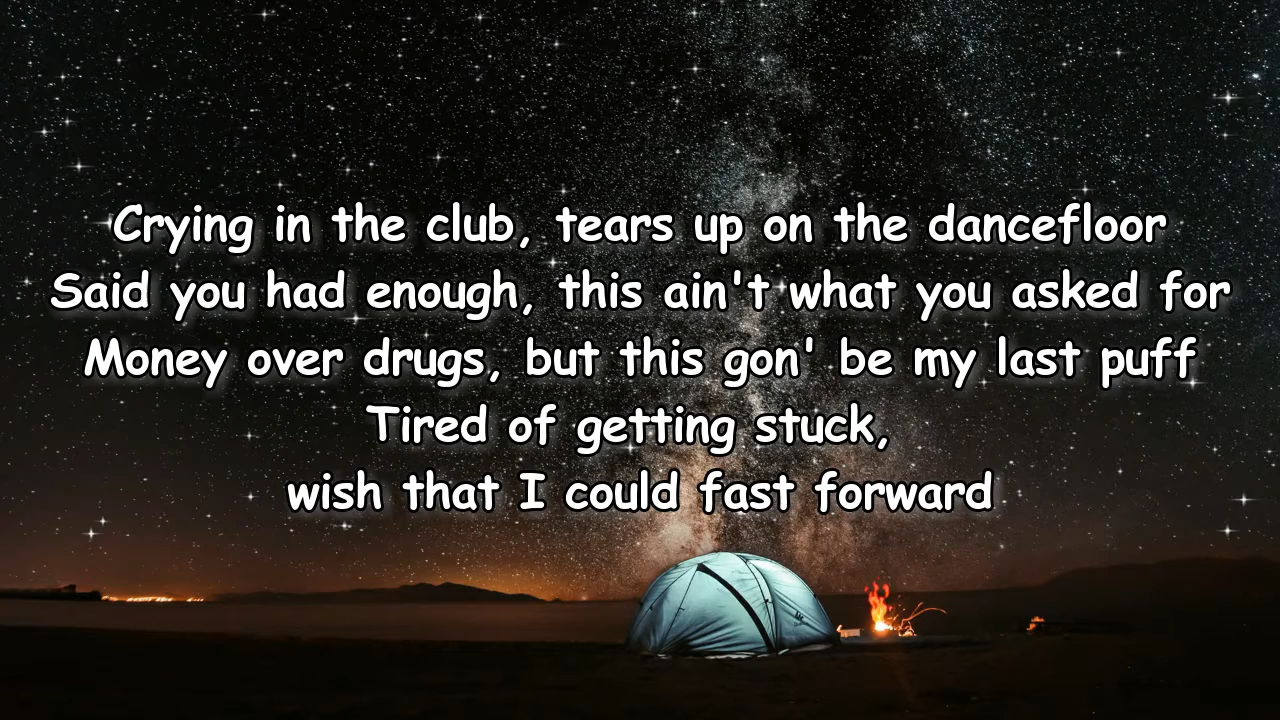 Crying in the club, tears up on the dancefloor
Said you had enough, this ain't what you asked for
Money over drugs, but this gon' be my last puff
Tired of getting stuck,
wish that I could fast forward